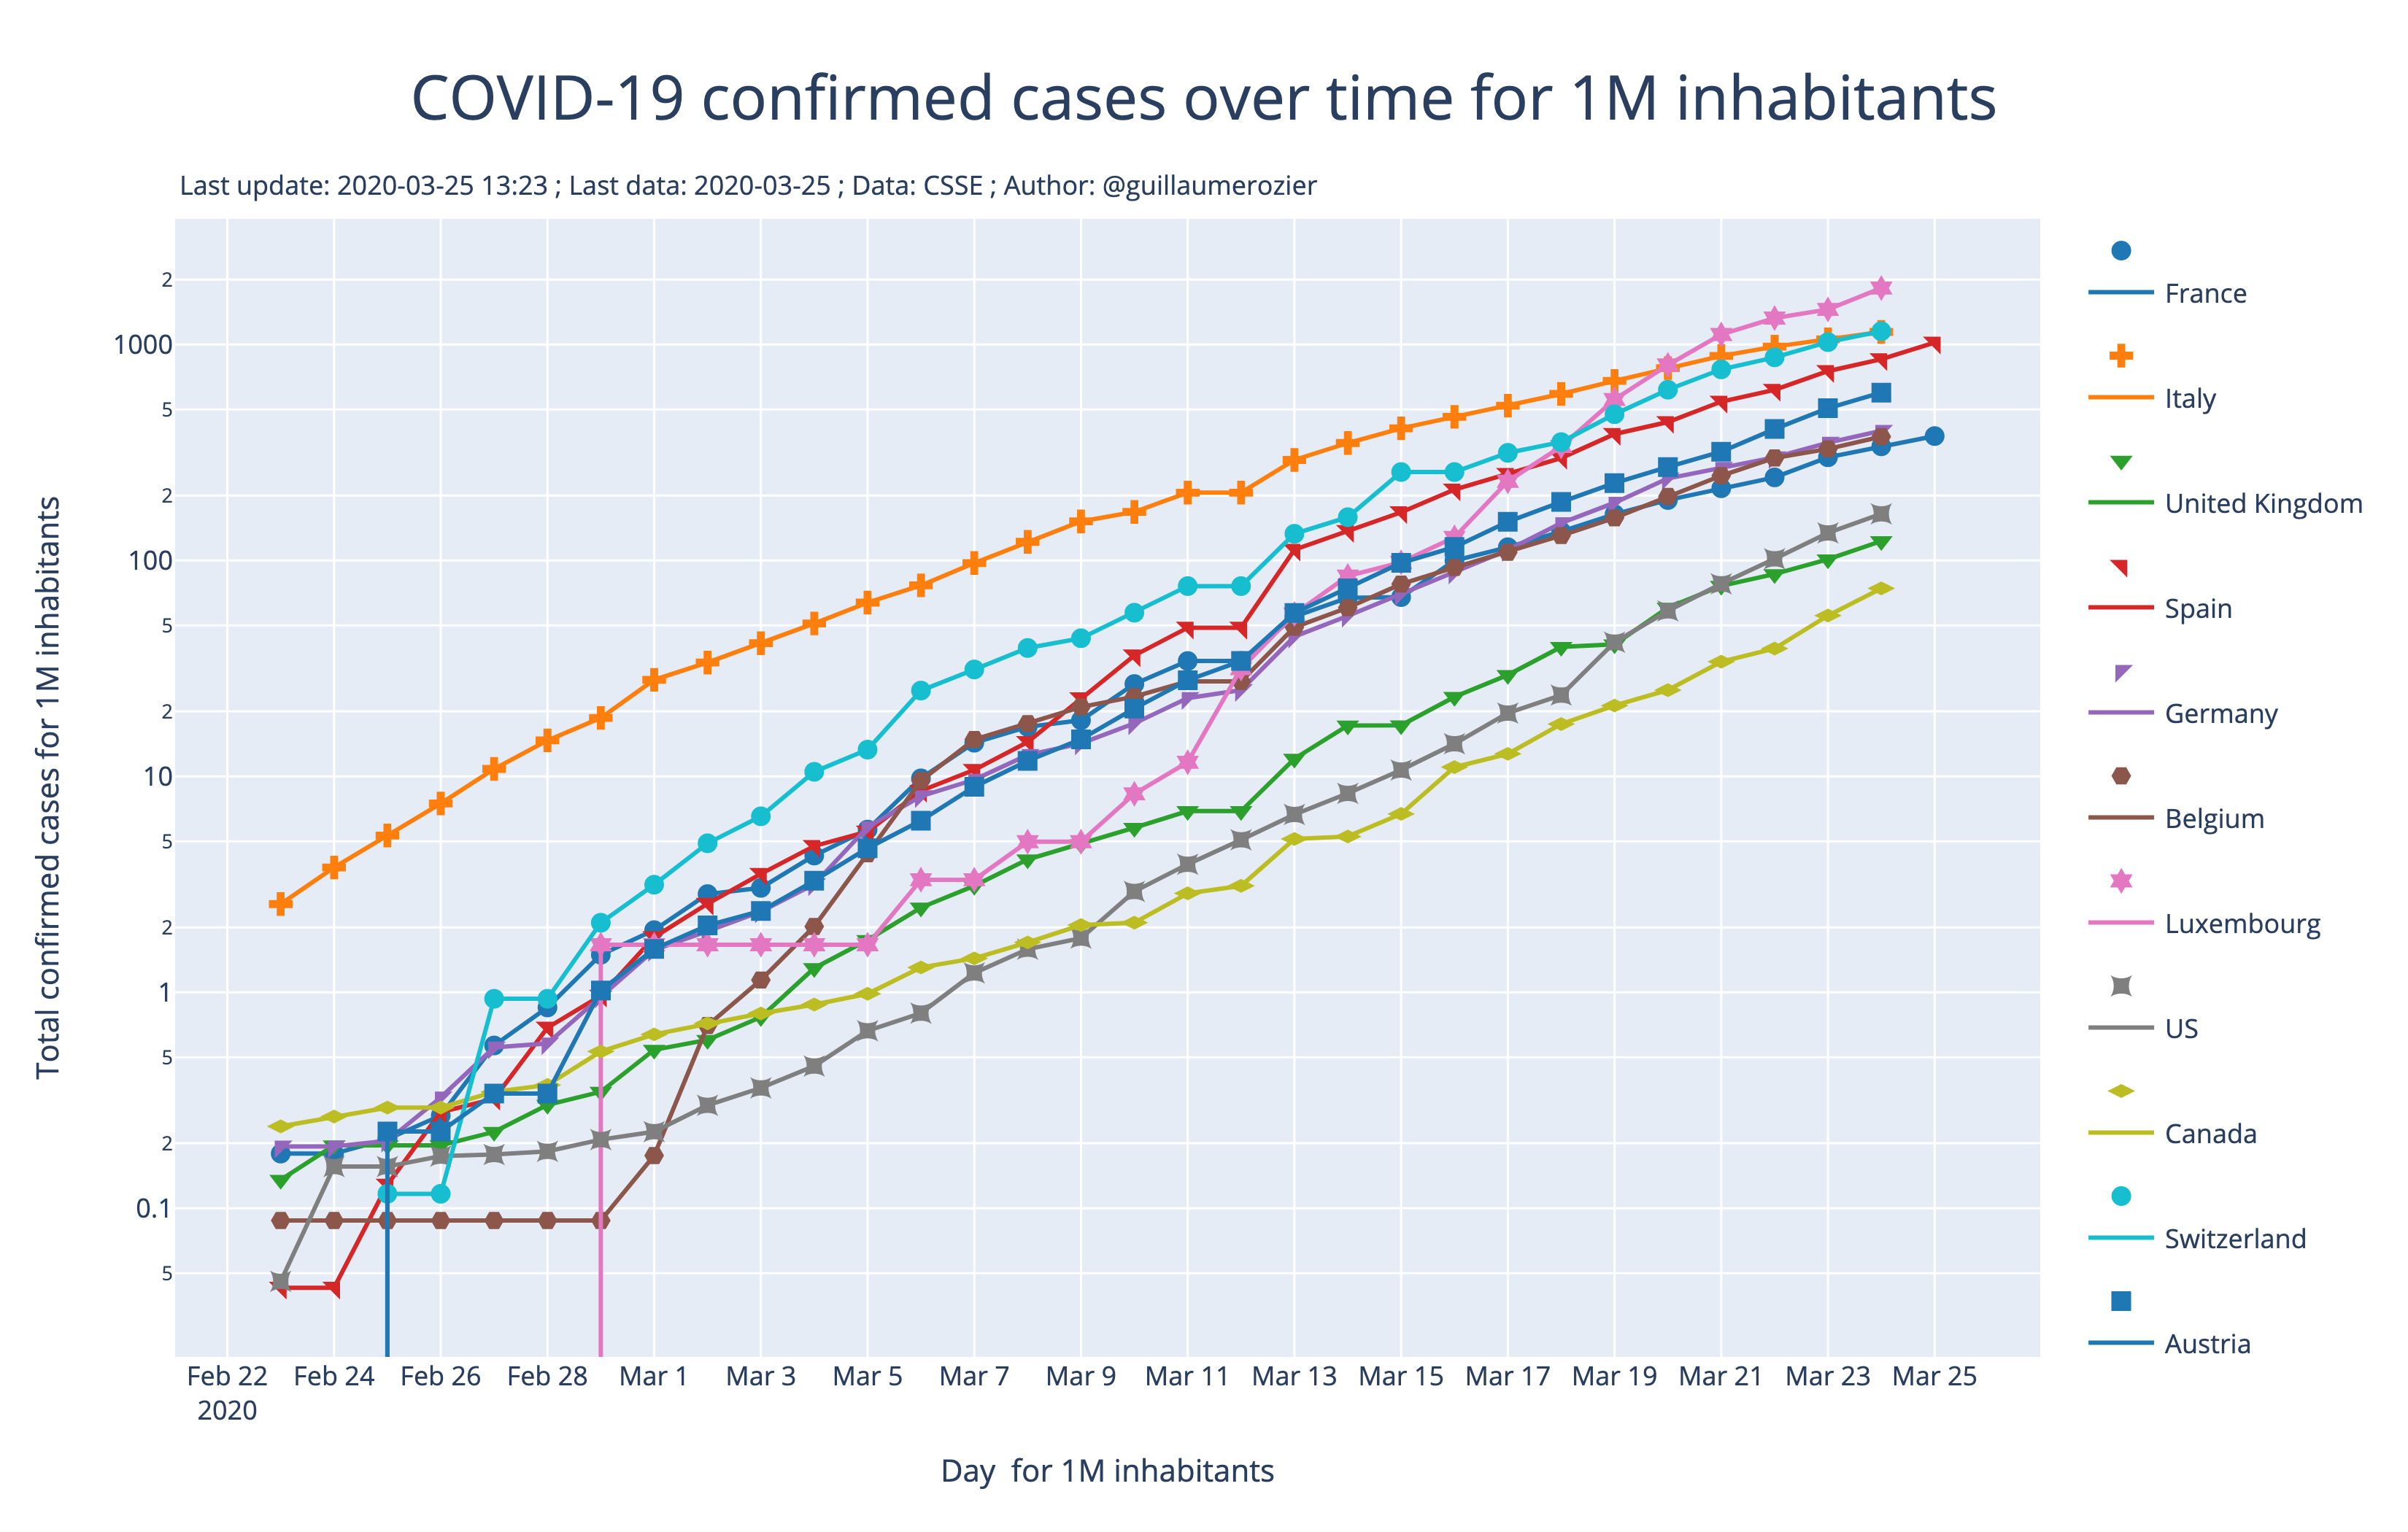 COVID-19 confirmed cases over time for 1M inhabitants
Last update: 2020-03-25 13:23 ; Last data: 2020-03-25 ; Data: CSSE ; Author: @guillaumerozier
Total confirmed cases for 1M inhabitants
2
1000
5
2
100
5
2
10
5
2
1
5
2
0.1
5
Feb 22
2020
Feb 24
Feb 26
Feb 28
Mar 1
Mar 3
Mar 5
Mar 7
Mar 9
Mar 11
Mar 13
Mar 15
Mar 17
Mar 19
Mar 21
Mar 23
Mar 25
Day  for 1M inhabitants
France
Italy
United Kingdom
Spain
Germany
Belgium
Luxembourg
US
Canada
Switzerland
Austria